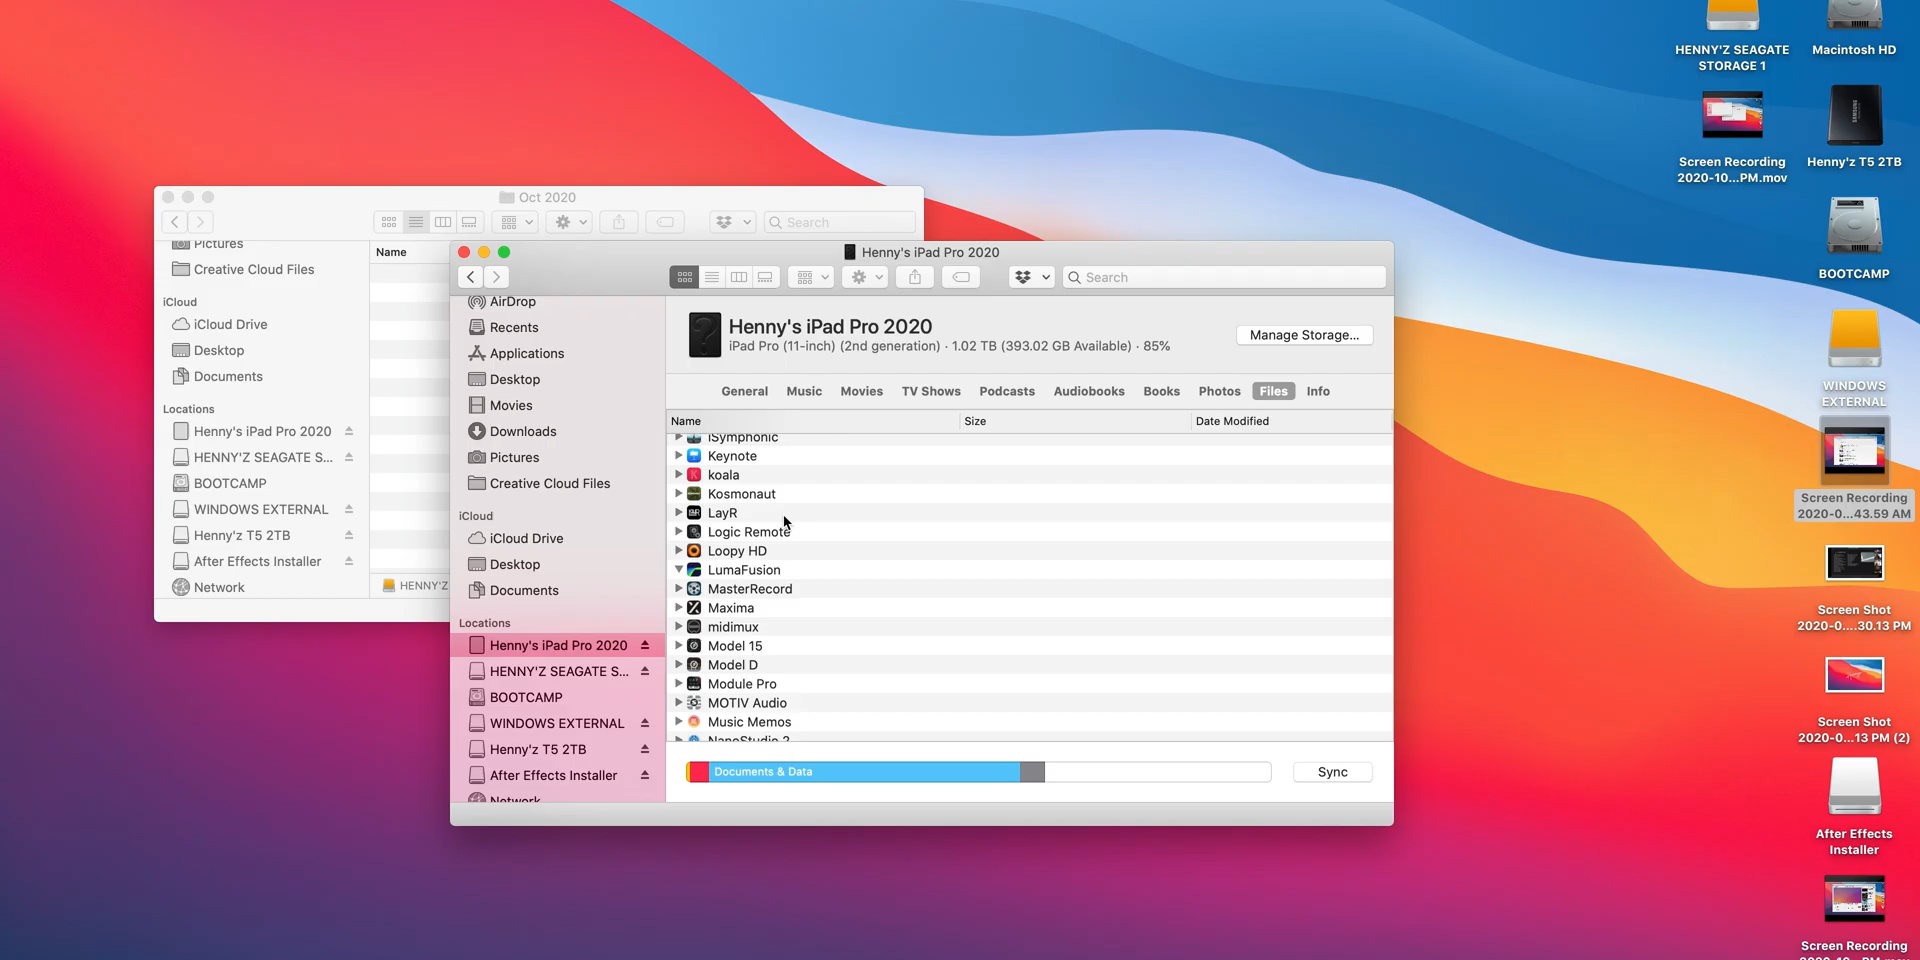 Oct 2020
Search
Pictures
Creative Cloud Files
iCloud
iCloud Drive
Desktop
Documents
Locations
Henny's iPad Pro 2020
HENNY'Z SEAGATE S...
BOOTCAMP
WINDOWS EXTERNAL
Henny'z T5 2TB
After Effects Installer
Network
Name
HENNY'Z
Henny's iPad Pro 2020
Search
AirDrop
Recents
Applications
Desktop
Movies
Downloads
Pictures
Creative Cloud Files
iCloud
iCloud Drive
Desktop
Documents
Locations
Henny's iPad Pro 2020
HENNY'Z SEAGATE S...
BOOTCAMP
WINDOWS EXTERNAL
Henny'z T5 2TB
After Effects Installer
Network
Henny's iPad Pro 2020
iPad Pro (11-inch) (2nd generation) · 1.02 TB (393.02 GB Available) · 85%
Manage Storage...
General Music Movies TV Shows Podcasts Audiobooks Books Photos Files Info
Name Size Date Modified
iSymphonic
Keynote
koala
Kosmonaut
LayR
Logic Remote
Loopy HD
LumaFusion
MasterRecord
Maxima
midimux
Model 15
Model D
Module Pro
MOTIV Audio
Music Memos
NanoStudio 2
Documents & Data
Sync
HENNY'Z SEAGATE
STORAGE 1
Macintosh HD
Screen Recording
2020-10...PM.mov
SAMSUNG
Henny'z T5 2TB
BOOTCAMP
WINDOWS
EXTERNAL
Screen Recording
2020-0...43.59 AM
Screen Shot
2020-0....30.13 PM
Screen Shot
2020-0...13 PM (2)
After Effects
Installer
Screen Recording